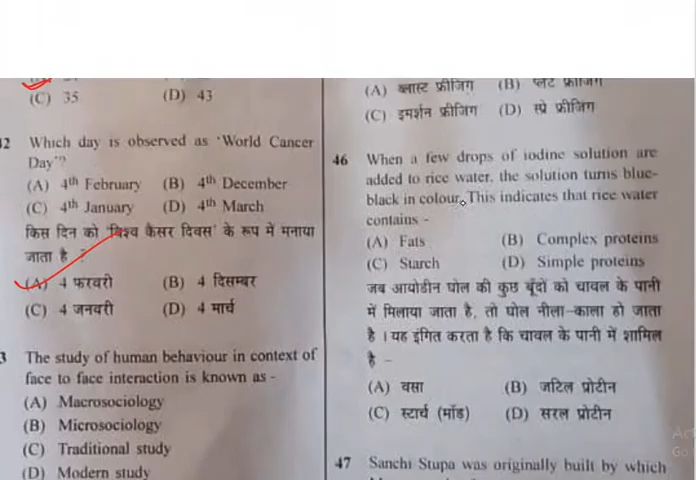 (C) 35 (D) 43
Which day is observed as 'World Cancer
Day'?
(A) 4th February (B) 4th December
(C) 4th January (D) 4th March
किस दिन को 'विश्व कैंसर दिवस' के रूप में मनाया
जाता है
(A) 4 फरवरी (B) 4 दिसम्बर
(C) 4 जनवरी (D) 4 मार्च
3 The study of human behaviour in context of
face to face interaction is known as -
(A) Macrosociology
(B) Microsociology
(C) Traditional study
(D) Modern study
(A) ब्लास्ट फ्रीजिंग (B) प्लेट फ्रीजिंग
(C) इमर्शन फ्रीजिंग (D) स्प्रे फ्रीजिंग
46 When a few drops of iodine solution are
added to rice water, the solution turns blue-
black in colour. This indicates that rice water
contains -
(A) Fats (B) Complex proteins
(C) Starch (D) Simple proteins
जब आयोडीन घोल की कुछ बूँदों को चावल के पानी
में मिलाया जाता है, तो घोल नीला-काला हो जाता
है । यह इंगित करता है कि चावल के पानी में शामिल
है -
(A) वसा (B) जटिल प्रोटीन
(C) स्टार्च (मॉड) (D) सरल प्रोटीन
47 Sanchi Stupa was originally built by which